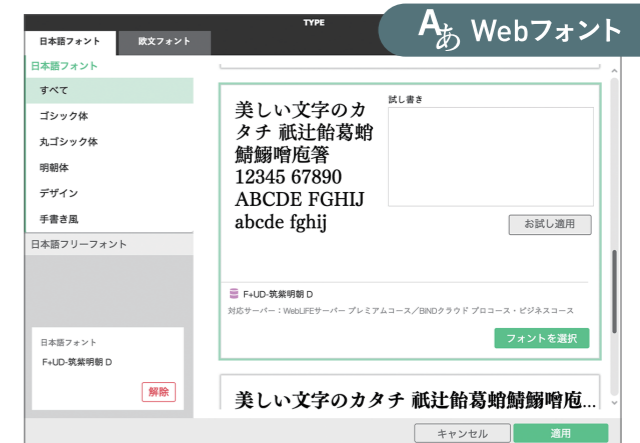 TYPE
Aあ Webフォント
日本語フォント 欧文フォント
日本語フォント
すべて
ゴシック体
丸ゴシック体
明朝体
デザイン
手書き風
日本語フリーフォント
日本語フォント
F+UD-筑紫明朝 D
解除
美しい文字のカ
タチ 祇辻飴葛蛸
鯖鰯噌庖箸
12345 67890
ABCDE FGHIJ
abcde fghij
試し書き
お試し適用
F+UD-筑紫明朝 D
対応サーバー：WebLiFEサーバー プレミアムコース／BiNDクラウド プロコース・ビジネスコース
フォントを選択
美しい文字のカタチ 祇辻飴葛蛸鯖鰯噌庖...
キャンセル 適用